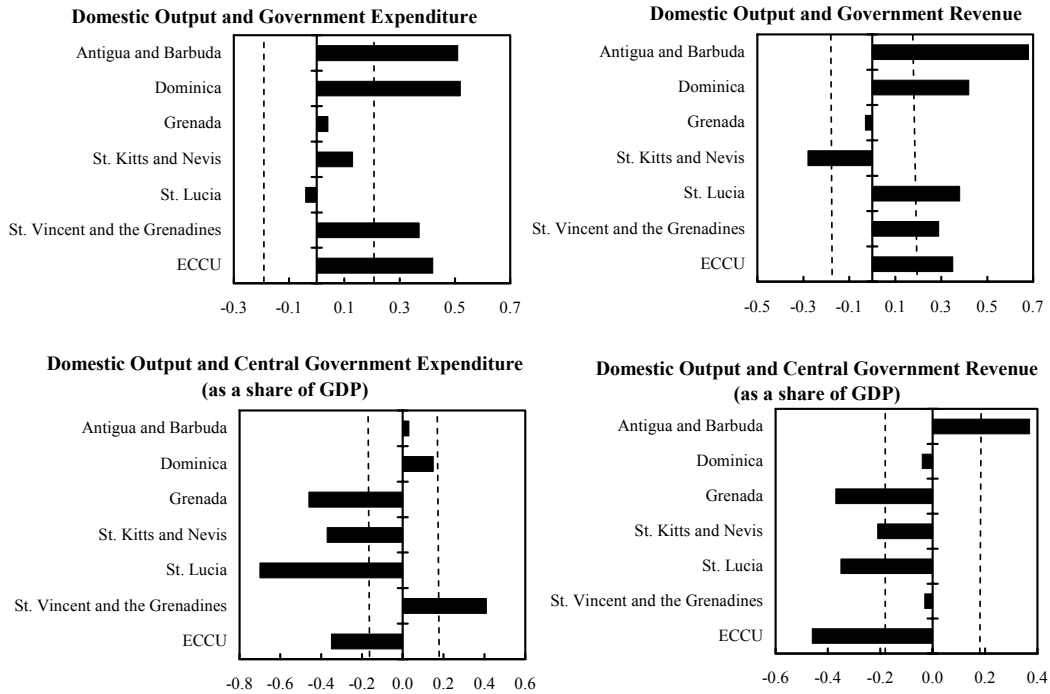 Domestic Output and Government Expenditure
Antigua and Barbuda
Dominica
Grenada
St. Kitts and Nevis
St. Lucia
St. Vincent and the Grenadines
ECCU
-0.3 -0.1 0.1 0.3 0.5 0.7
Domestic Output and Government Revenue
Antigua and Barbuda
Dominica
Grenada
St. Kitts and Nevis
St. Lucia
St. Vincent and the Grenadines
ECCU
-0.5 -0.3 -0.1 0.1 0.3 0.5 0.7
Domestic Output and Central Government Expenditure
(as a share of GDP)
Antigua and Barbuda
Dominica
Grenada
St. Kitts and Nevis
St. Lucia
St. Vincent and the Grenadines
ECCU
-0.8 -0.6 -0.4 -0.2 0.0 0.2 0.4 0.6
Domestic Output and Central Government Revenue
(as a share of GDP)
Antigua and Barbuda
Dominica
Grenada
St. Kitts and Nevis
St. Lucia
St. Vincent and the Grenadines
ECCU
-0.6 -0.4 -0.2 0.0 0.2 0.4